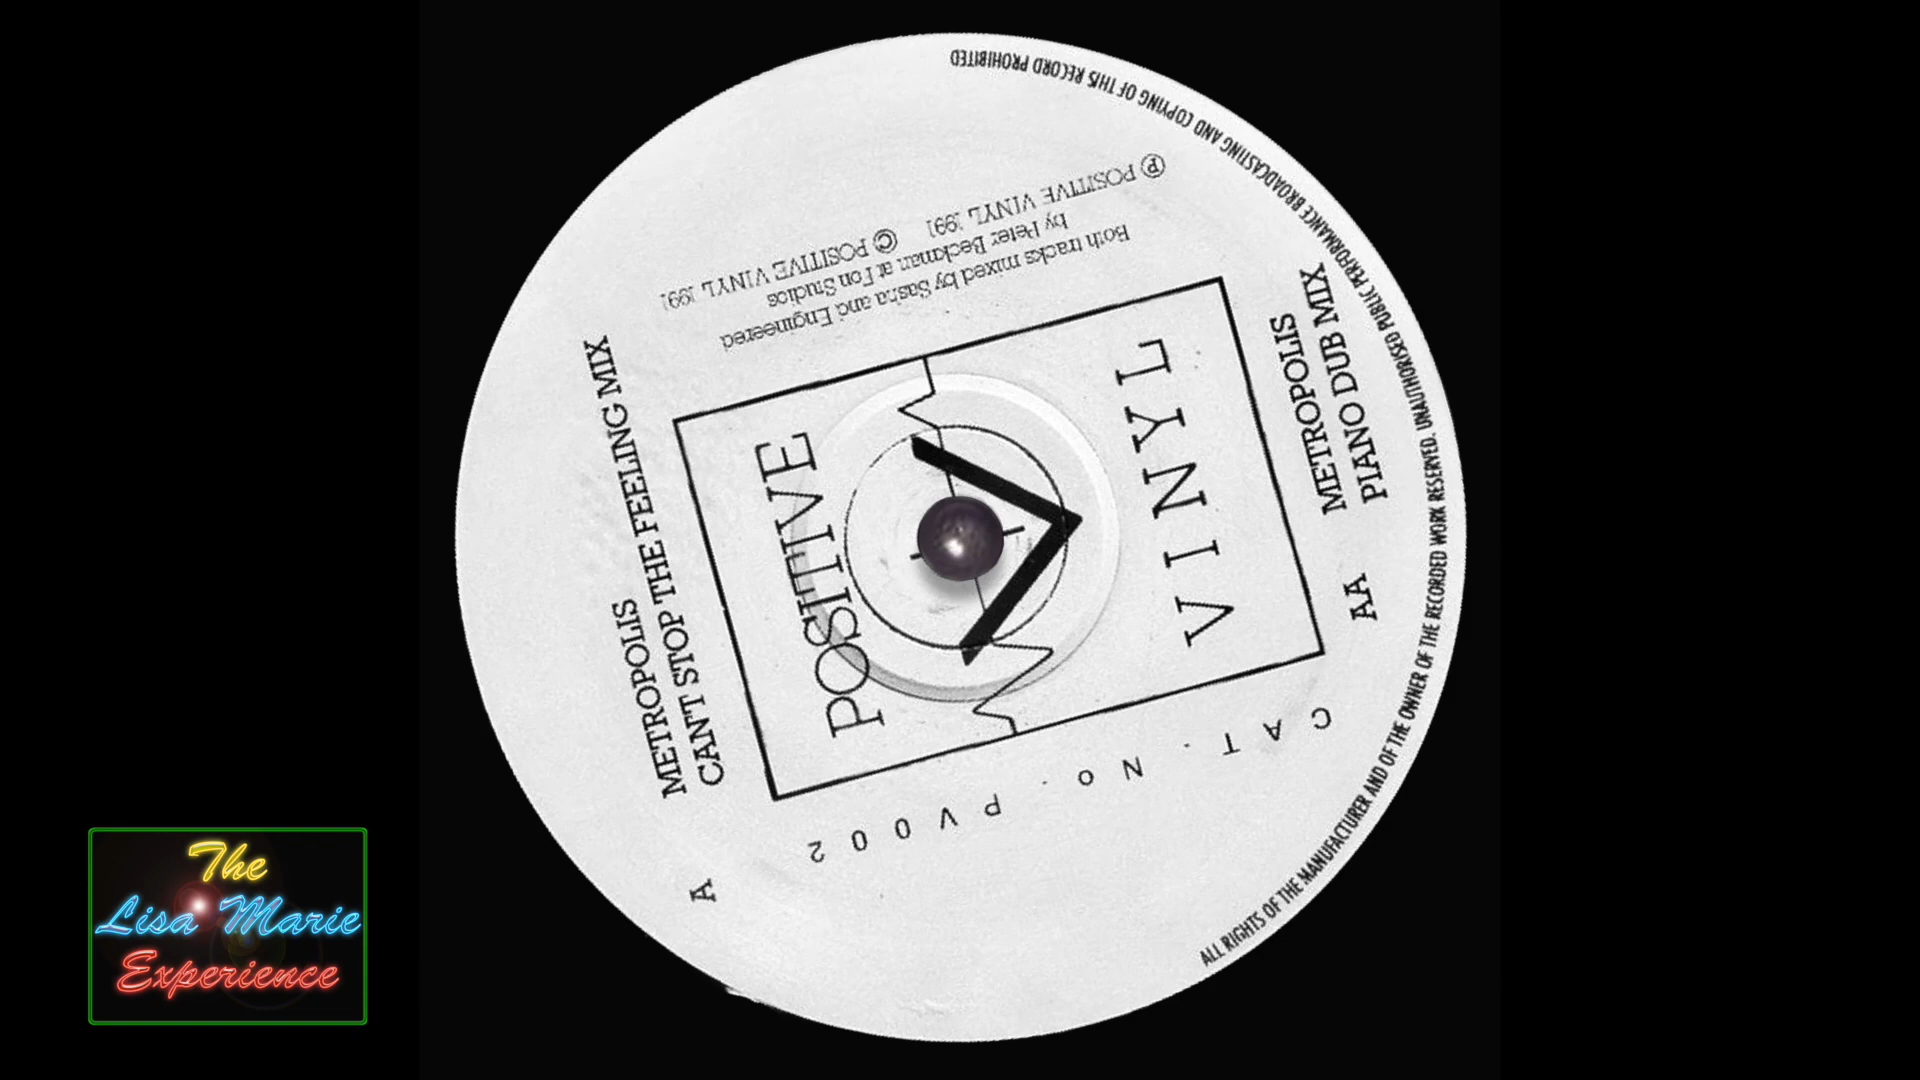 METROPOLIS
CAN'T STOP THE FEELING MIX
A
POSITIVE
VINYL
METROPOLIS
PIANO DUB MIX
AA
CAT. No. PV002
Both tracks mixed by Sasha and Engineered
by Peter Beckman at Fon Studios
Ⓟ POSITIVE VINYL 1991 © POSITIVE VINYL 1991
ALL RIGHTS OF THE MANUFACTURER AND OF THE OWNER OF THE RECORDED WORK RESERVED. UNAUTHORISED PUBLIC PERFORMANCE BROADCASTING AND COPYING OF THIS RECORD PROHIBITED
The
Lisa Marie
Experience